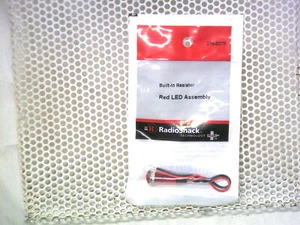 Built-in Resistor
Red LED Assembly
RadioShack